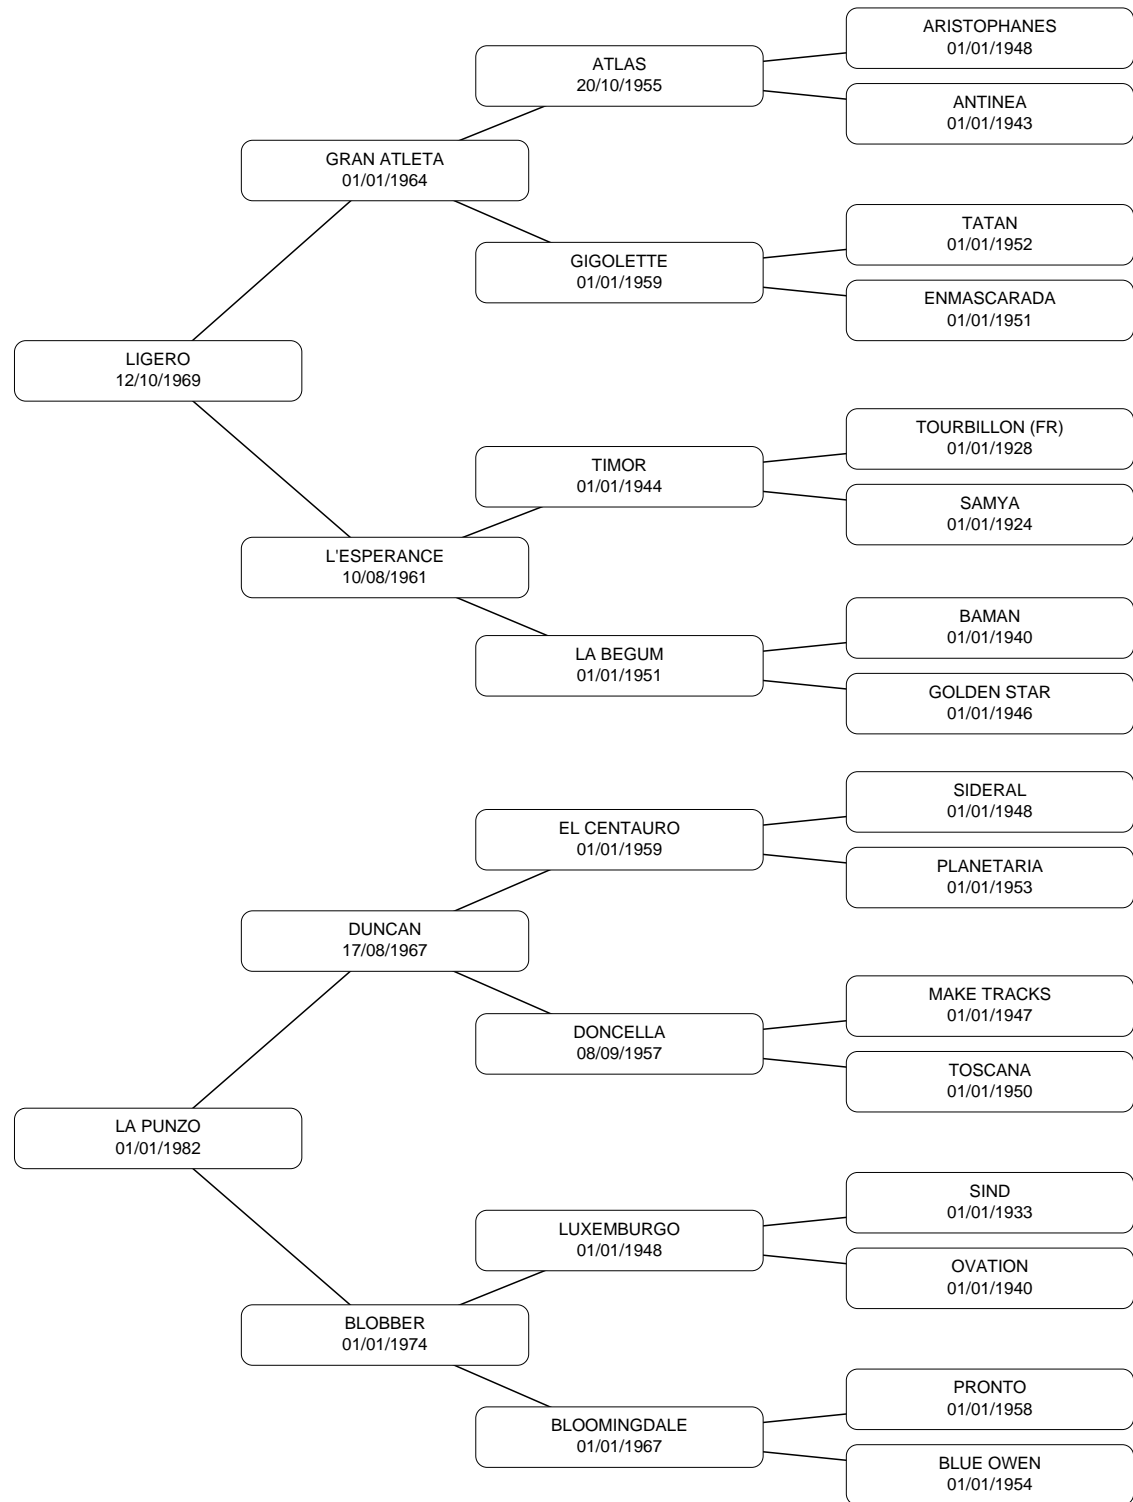 ARISTOPHANES
01/01/1948
ATLAS
20/10/1955
ANTINEA
01/01/1943
GRAN ATLETA
01/01/1964
TATAN
01/01/1952
GIGOLETTE
01/01/1959
ENMASCARADA
01/01/1951
LIGERO
12/10/1969
TOURBILLON (FR)
01/01/1928
TIMOR
01/01/1944
SAMYA
01/01/1924
L'ESPERANCE
10/08/1961
BAMAN
01/01/1940
LA BEGUM
01/01/1951
GOLDEN STAR
01/01/1946
SIDERAL
01/01/1948
EL CENTAURO
01/01/1959
PLANETARIA
01/01/1953
DUNCAN
17/08/1967
MAKE TRACKS
01/01/1947
DONCELLA
08/09/1957
TOSCANA
01/01/1950
LA PUNZO
01/01/1982
SIND
01/01/1933
LUXEMBURGO
01/01/1948
OVATION
01/01/1940
BLOBBER
01/01/1974
PRONTO
01/01/1958
BLOOMINGDALE
01/01/1967
BLUE OWEN
01/01/1954